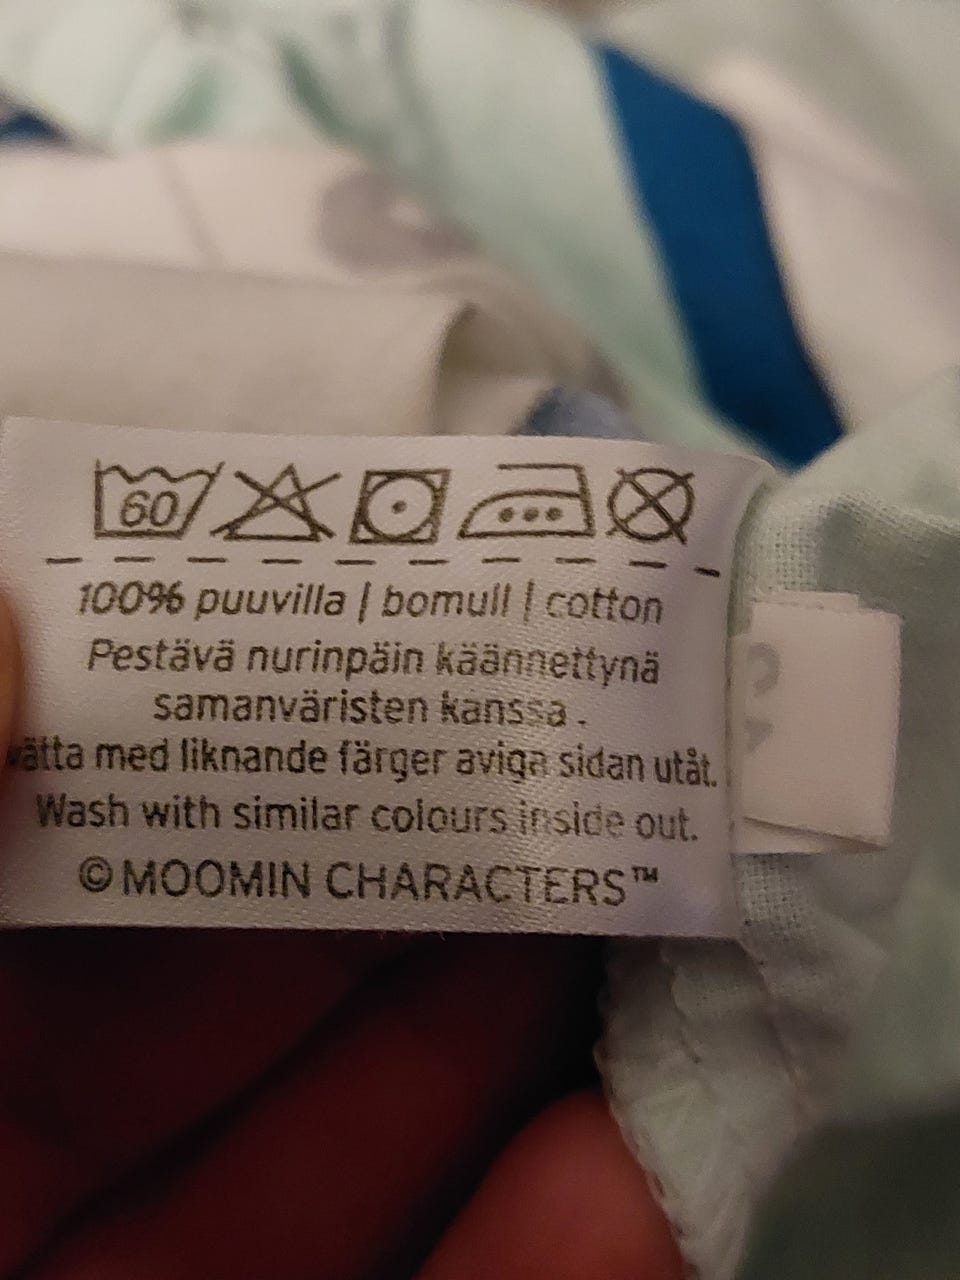 60
100% puuvilla | bomull | cotton
Pestävä nurinpäin käännettynä
samanväristen kanssa.
med liknande färger aviga sidan utåt.
Wash with similar colours inside out.
© MOOMIN CHARACTERS™